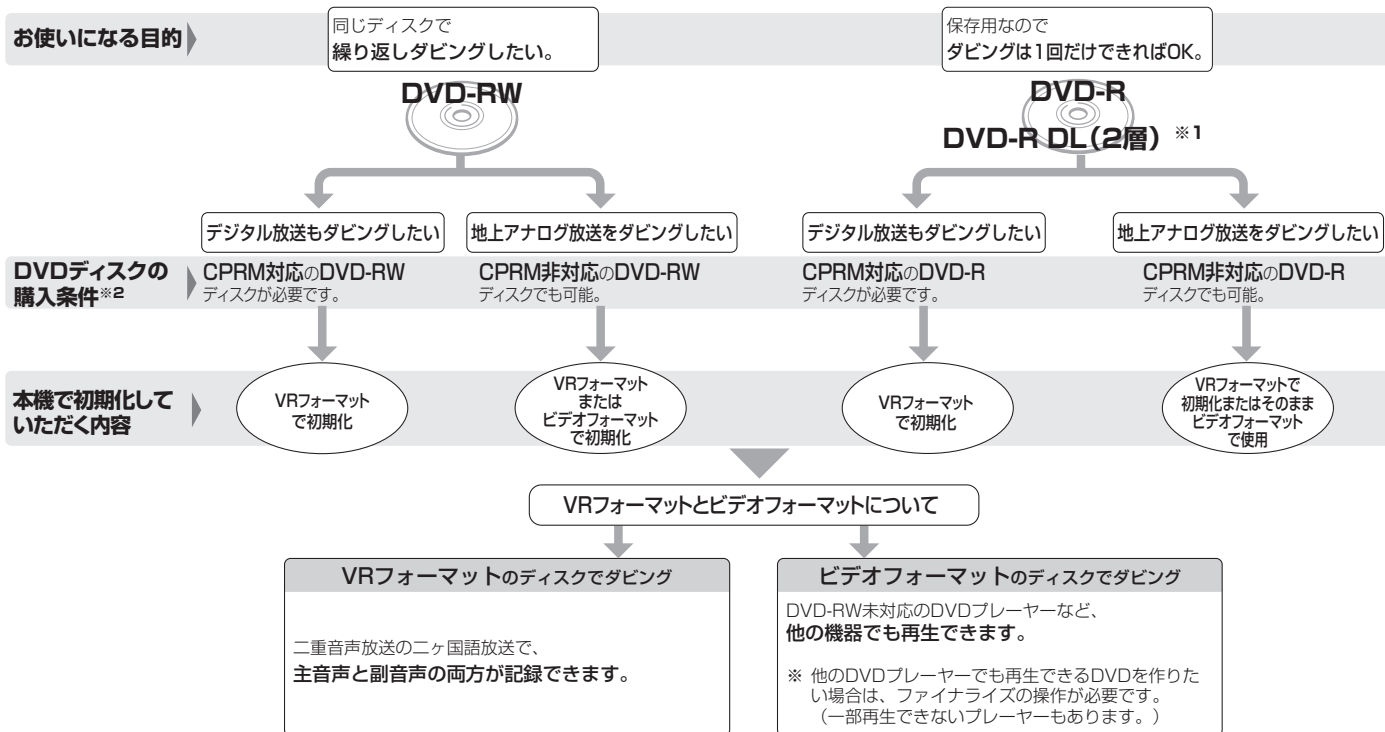 お使いになる目的
同じディスクで
繰り返しダビングしたい。
保存用なので
ダビングは1回だけできればOK。
DVD-RW
DVD-R
DVD-R DL(2層) ※1
デジタル放送もダビングしたい
地上アナログ放送をダビングしたい
デジタル放送もダビングしたい
地上アナログ放送をダビングしたい
DVDディスクの
購入条件※2
CPRM対応のDVD-RW
ディスクが必要です。
CPRM非対応のDVD-RW
ディスクでも可能。
CPRM対応のDVD-R
ディスクが必要です。
CPRM非対応のDVD-R
ディスクでも可能。
本機で初期化して
いただく内容
VRフォーマット
で初期化
VRフォーマット
または
ビデオフォーマット
で初期化
VRフォーマット
で初期化
VRフォーマットで
初期化またはそのまま
ビデオフォーマット
で使用
VRフォーマットとビデオフォーマットについて
VRフォーマットのディスクでダビング
二重音声放送の二ヶ国語放送で、
主音声と副音声の両方が記録できます。
ビデオフォーマットのディスクでダビング
DVD-RW未対応のDVDプレーヤーなど、
他の機器でも再生できます。
※ 他のDVDプレーヤーでも再生できるDVDを作りた
い場合は、ファイナライズの操作が必要です。
（一部再生できないプレーヤーもあります。）